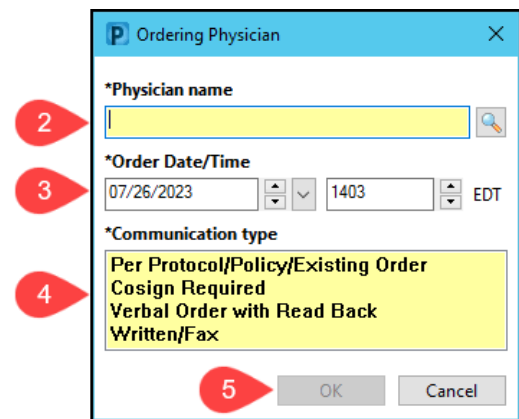 P Ordering Physician
*Physician name
2
*Order Date/Time
3 07/26/2023 1403 EDT
*Communication type
Per Protocol/Policy/Existing Order
4 Cosign Required
Verbal Order with Read Back
Written/Fax
5 OK Cancel